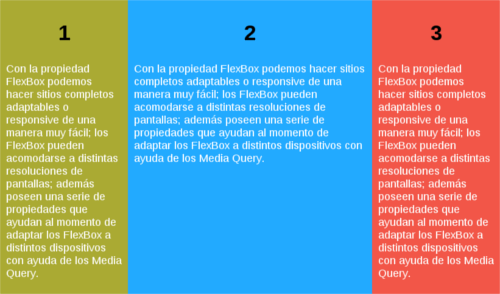 1
Con la propiedad
FlexBox podemos
hacer sitios completos
adaptables o
responsive de una
manera muy fácil; los
FlexBox pueden
acomodarse a distintas
resoluciones de
pantallas; además
poseen una serie de
propiedades que
ayudan al momento de
adaptar los FlexBox a
distintos dispositivos
con ayuda de los Media
Query.
2
Con la propiedad FlexBox podemos hacer sitios
completos adaptables o responsive de una
manera muy fácil; los FlexBox pueden
acomodarse a distintas resoluciones de
pantallas; además poseen una serie de
propiedades que ayudan al momento de
adaptar los FlexBox a distintos dispositivos con
ayuda de los Media Query.
3
Con la propiedad
FlexBox podemos
hacer sitios completos
adaptables o
responsive de una
manera muy fácil; los
FlexBox pueden
acomodarse a distintas
resoluciones de
pantallas; además
poseen una serie de
propiedades que
ayudan al momento de
adaptar los FlexBox a
distintos dispositivos
con ayuda de los Media
Query.